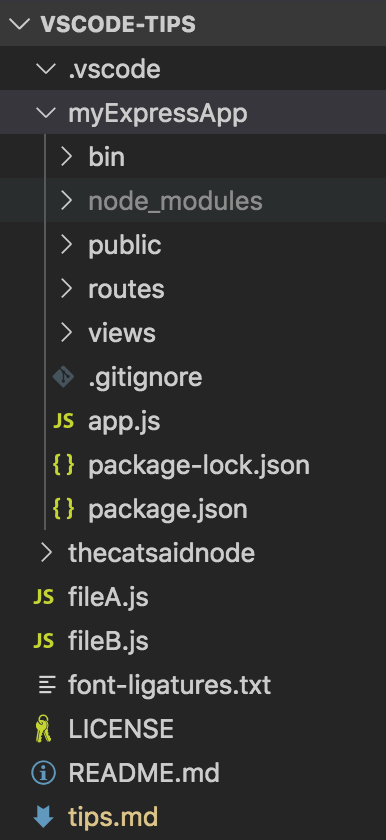 VSCODE-TIPS
.vscode
myExpressApp
bin
node_modules
public
routes
views
.gitignore
JS app.js
{} package-lock.json
{} package.json
thecatsaidnode
JS fileA.js
JS fileB.js
font-ligatures.txt
LICENSE
README.md
tips.md